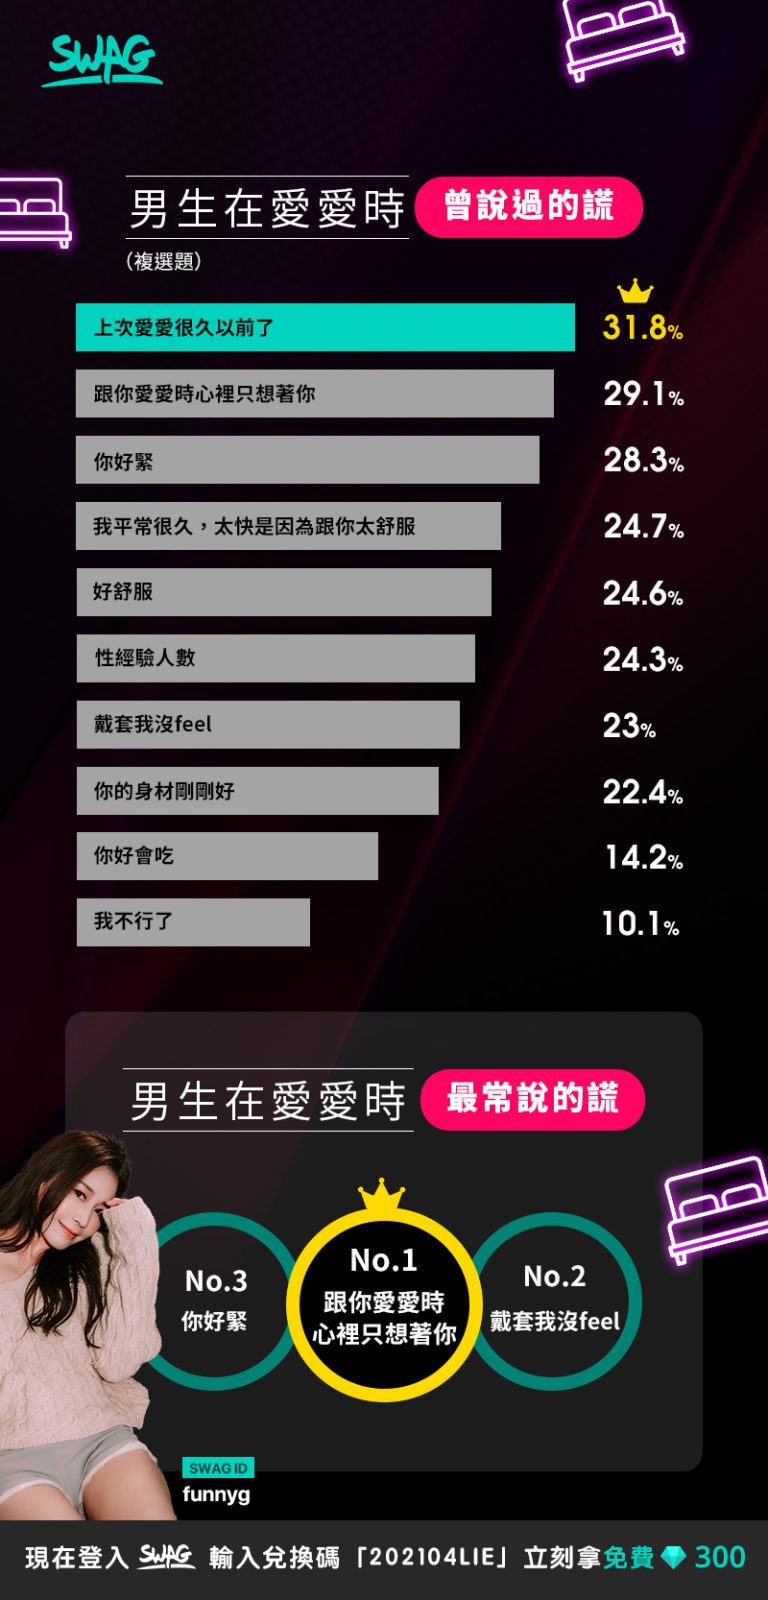 SWAG
男生在愛愛時 曾說過的謊
(複選題)
上次愛愛很久以前了 31.8%
跟你愛愛時心裡只想著你 29.1%
你好緊 28.3%
我平常很久，太快是因為跟你太舒服 24.7%
好舒服 24.6%
性經驗人數 24.3%
戴套我沒feel 23%
你的身材剛剛好 22.4%
你好會吃 14.2%
我不行了 10.1%
男生在愛愛時 最常說的謊
No.3
你好緊
No.1
跟你愛愛時
心裡只想著你
No.2
戴套我沒feel
SWAG ID
funnyg
現在登入 SWAG 輸入兌換碼「202104LIE」立刻拿免費 300